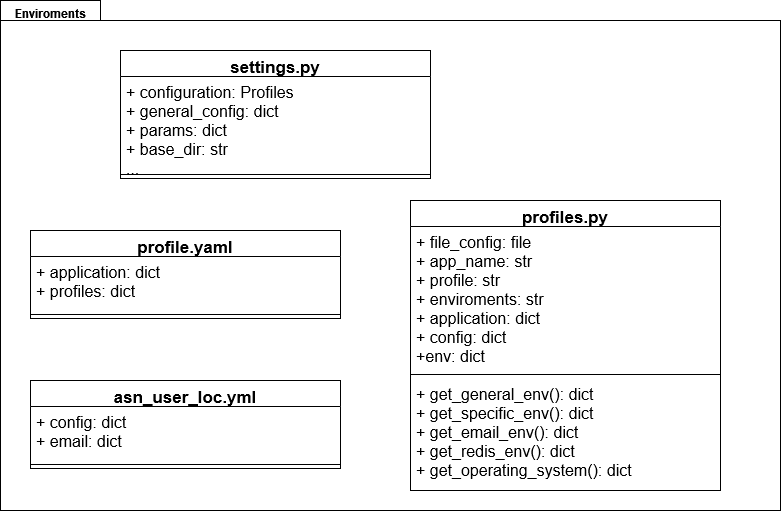 Enviroments
settings.py
+ configuration: Profiles
+ general_config: dict
+ params: dict
+ base_dir: str
...
profile.yaml
+ application: dict
+ profiles: dict
asn_user_loc.yml
+ config: dict
+ email: dict
profiles.py
+ file_config: file
+ app_name: str
+ profile: str
+ enviroments: str
+ application: dict
+ config: dict
+env: dict
+ get_general_env(): dict
+ get_specific_env(): dict
+ get_email_env(): dict
+ get_redis_env(): dict
+ get_operating_system(): dict